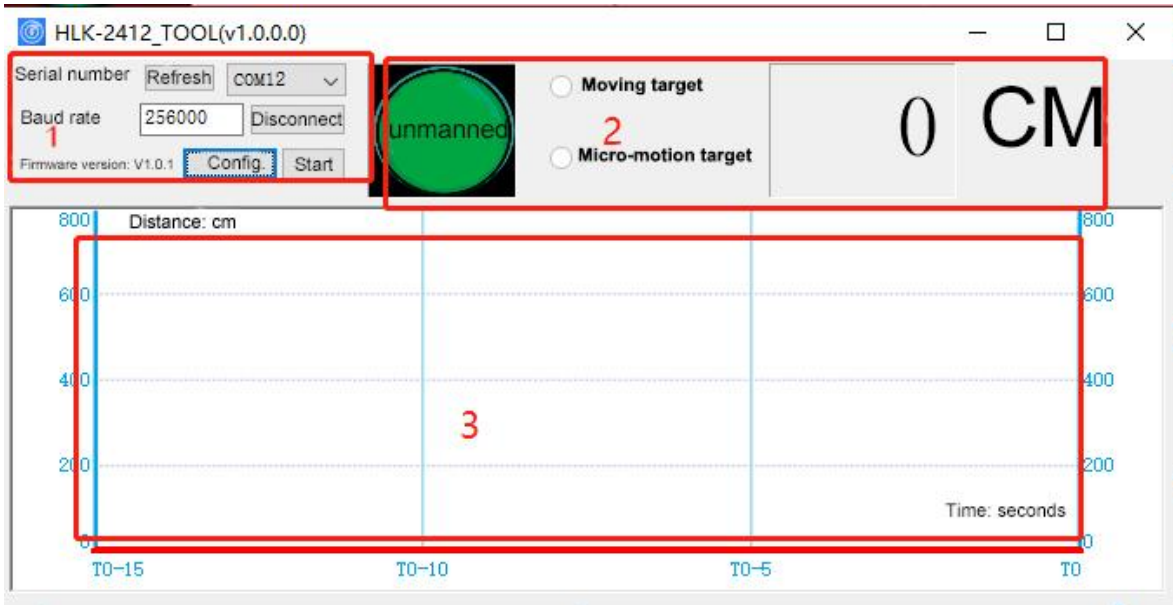 HLK-2412_TOOL(v1.0.0.0)
Serial number Refresh COM12
Baud rate 256000 Disconnect
1
Firmware version: V1.0.1 Config. Start
unmanned
Moving target
2
Micro-motion target
0 CM
800 Distance: cm 800
600 600
400 400
3
200 200
Time: seconds
0 0
T0-15 T0-10 T0-5 T0